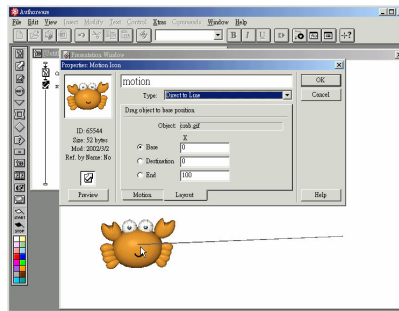 Authorware
File Edit View Insert Modify Text Control Xtras Commands Window Help
B I U
Presentation Window
Properties: Motion Icon
motion
OK
Type: Direct to Line
Cancel
Drag object to base position.
ID: 65544
Size: 52 bytes
Mod: 2002/3/2
Ref. by Name: No
Object: crab.gif
X
Base 0
Destination 0
End 100
Preview
Motion Layout
Help
START
STOP